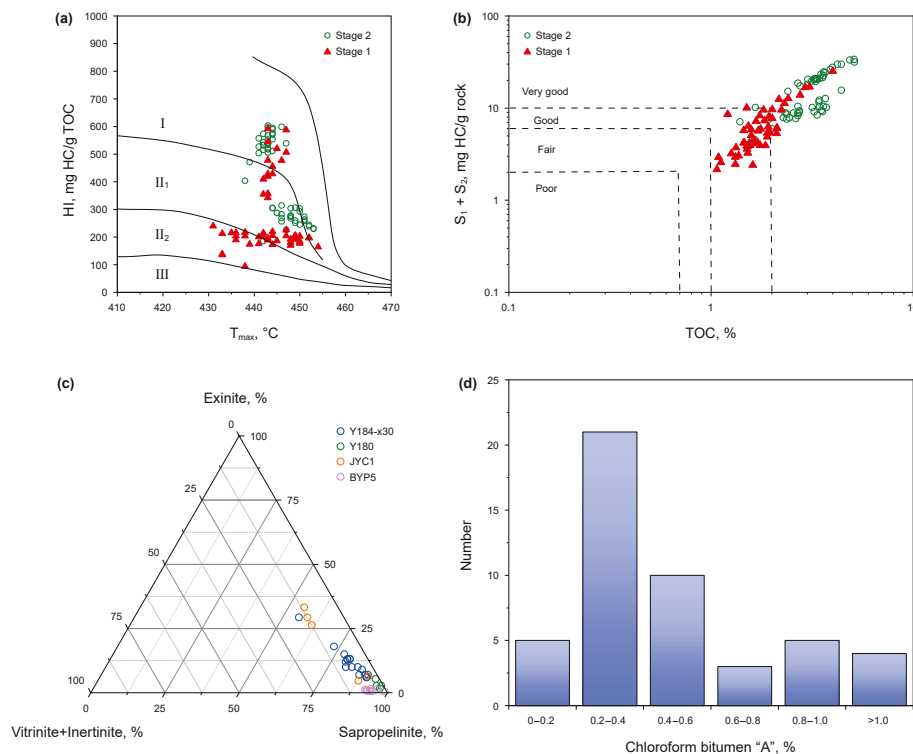 (a)
1000
900
800
700
600
500
400
300
200
100
0
HI, mg HC/g TOC
Stage 2
Stage 1
I
II₁
II₂
III
410
420
430
440
450
460
470
Tmax, °C
(b)
100
10
1
0.1
S₁ + S₂, mg HC/g rock
Stage 2
Stage 1
Very good
Good
Fair
Poor
0.1
1
10
TOC, %
(c)
Exinite, %
0
100
25
75
50
50
75
25
100
0
Vitrinite+Inertinite, %
Sapropelinite, %
Y184-x30
Y180
JYC1
BYP5
(d)
25
20
15
10
5
0
Number
0–0.2
0.2–0.4
0.4–0.6
0.6–0.8
0.8–1.0
>1.0
Chloroform bitumen “A”, %